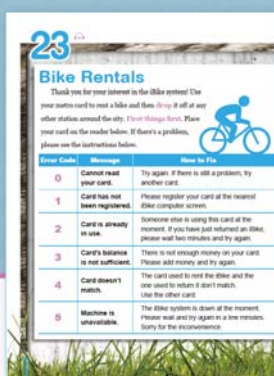 23
Bike Rentals
Thank you for your interest in the iBike system! Use
your metro card to rent a bike and then drop it off at any
other station around the city. First things first. Place
your card on the reader below. If there's a problem,
please see the instructions below.
Error Code Message How to Fix
0 Cannot read your card. Try again. If there is still a problem, try
another card.
1 Card has not been registered. Please register your card at the nearest
iBike computer screen.
2 Card is already in use. Someone else is using this card at the
moment. If you have just returned an iBike,
please wait two minutes and try again.
3 Card's balance is not sufficient. There is not enough money on your card.
Please add money and try again.
4 Card doesn't match. The card used to rent the iBike and the
one used to return it don't match.
Use the other card.
5 Machine is unavailable. The iBike system is down at the moment.
Please wait and try again in a few minutes.
Sorry for the inconvenience.